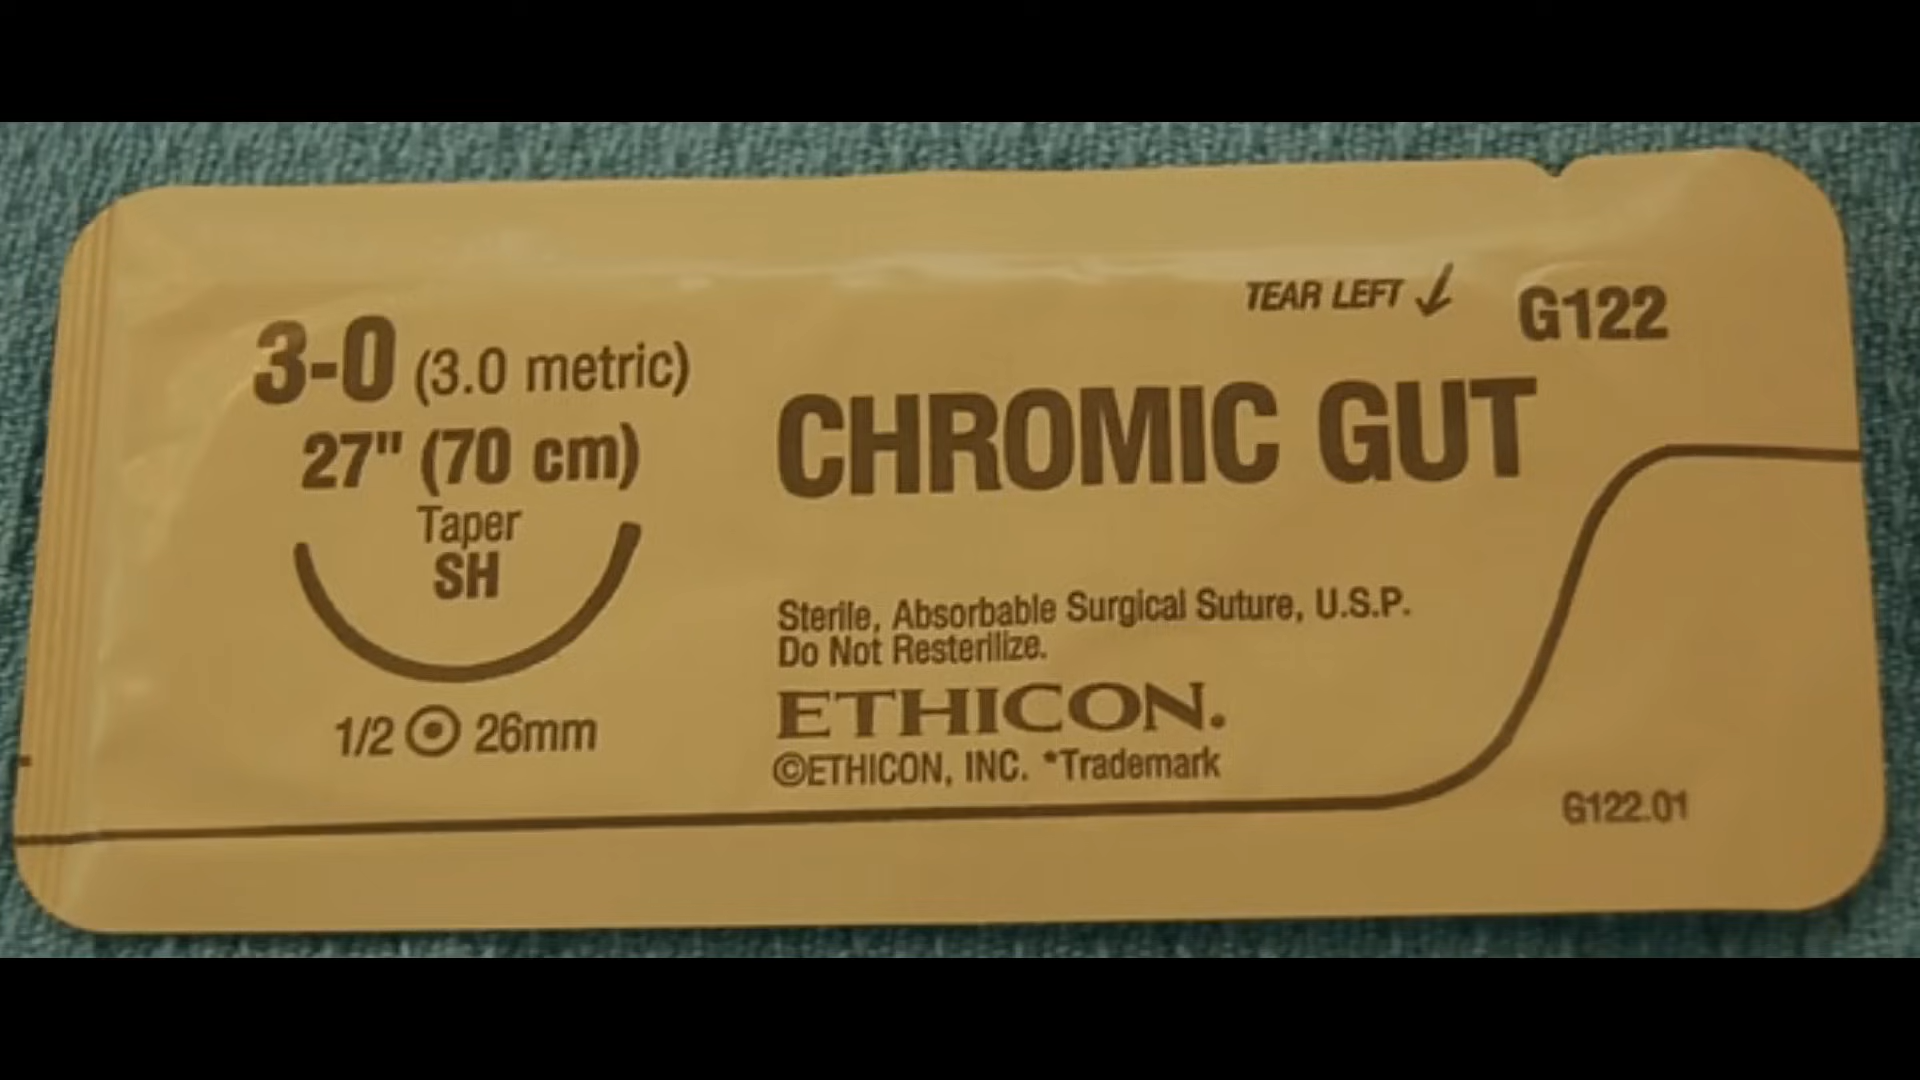 3-0 (3.0 metric)
27" (70 cm)
Taper
SH
1/2 26mm
TEAR LEFT
G122
CHROMIC GUT
Sterile, Absorbable Surgical Suture, U.S.P.
Do Not Resterilize.
ETHICON.
©ETHICON, INC. *Trademark
G122.01